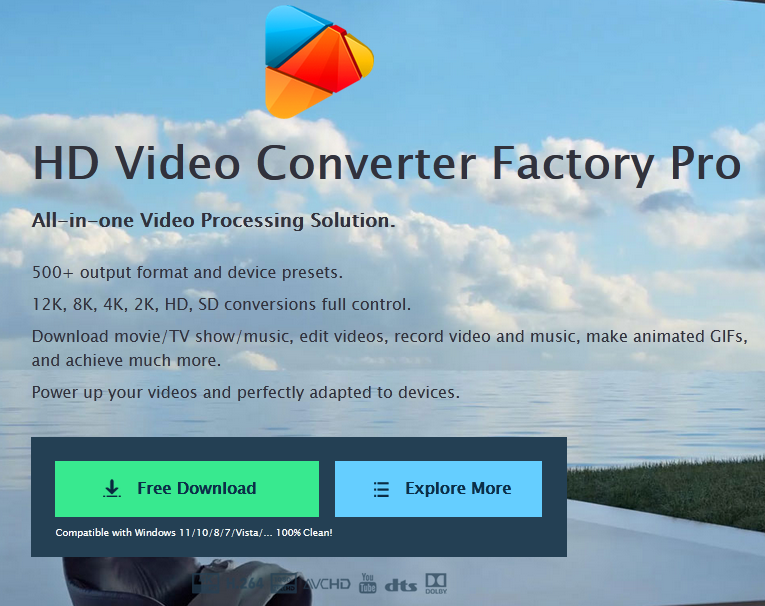 HD Video Converter Factory Pro
All-in-one Video Processing Solution.
500+ output format and device presets.
12K, 8K, 4K, 2K, HD, SD conversions full control.
Download movie/TV show/music, edit videos, record video and music, make animated GIFs,
and achieve much more.
Power up your videos and perfectly adapted to devices.
Free Download Explore More
Compatible with Windows 11/10/8/7/Vista/... 100% Clean!
AVCHD You Tube dts DOLBY